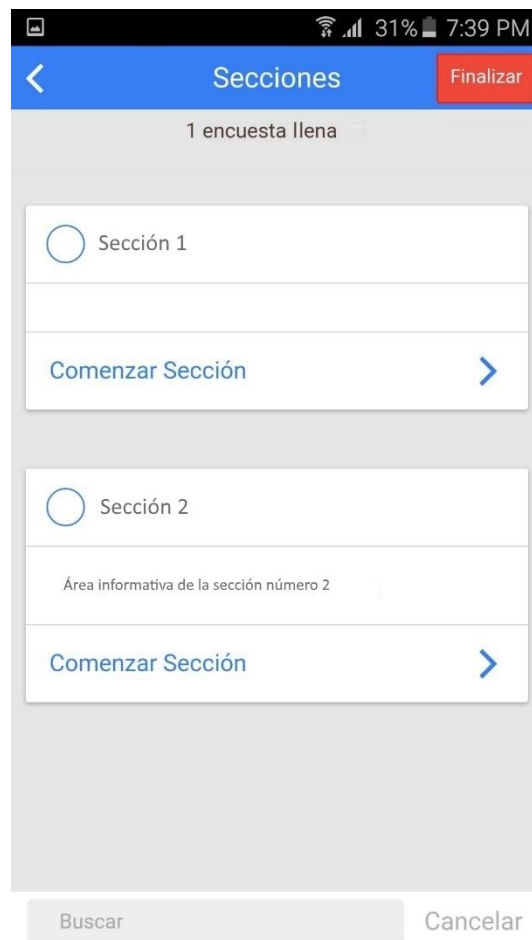 31% 7:39 PM
Secciones Finalizar
1 encuesta llena
Sección 1
Comenzar Sección
Sección 2
Área informativa de la sección número 2
Comenzar Sección
Buscar Cancelar